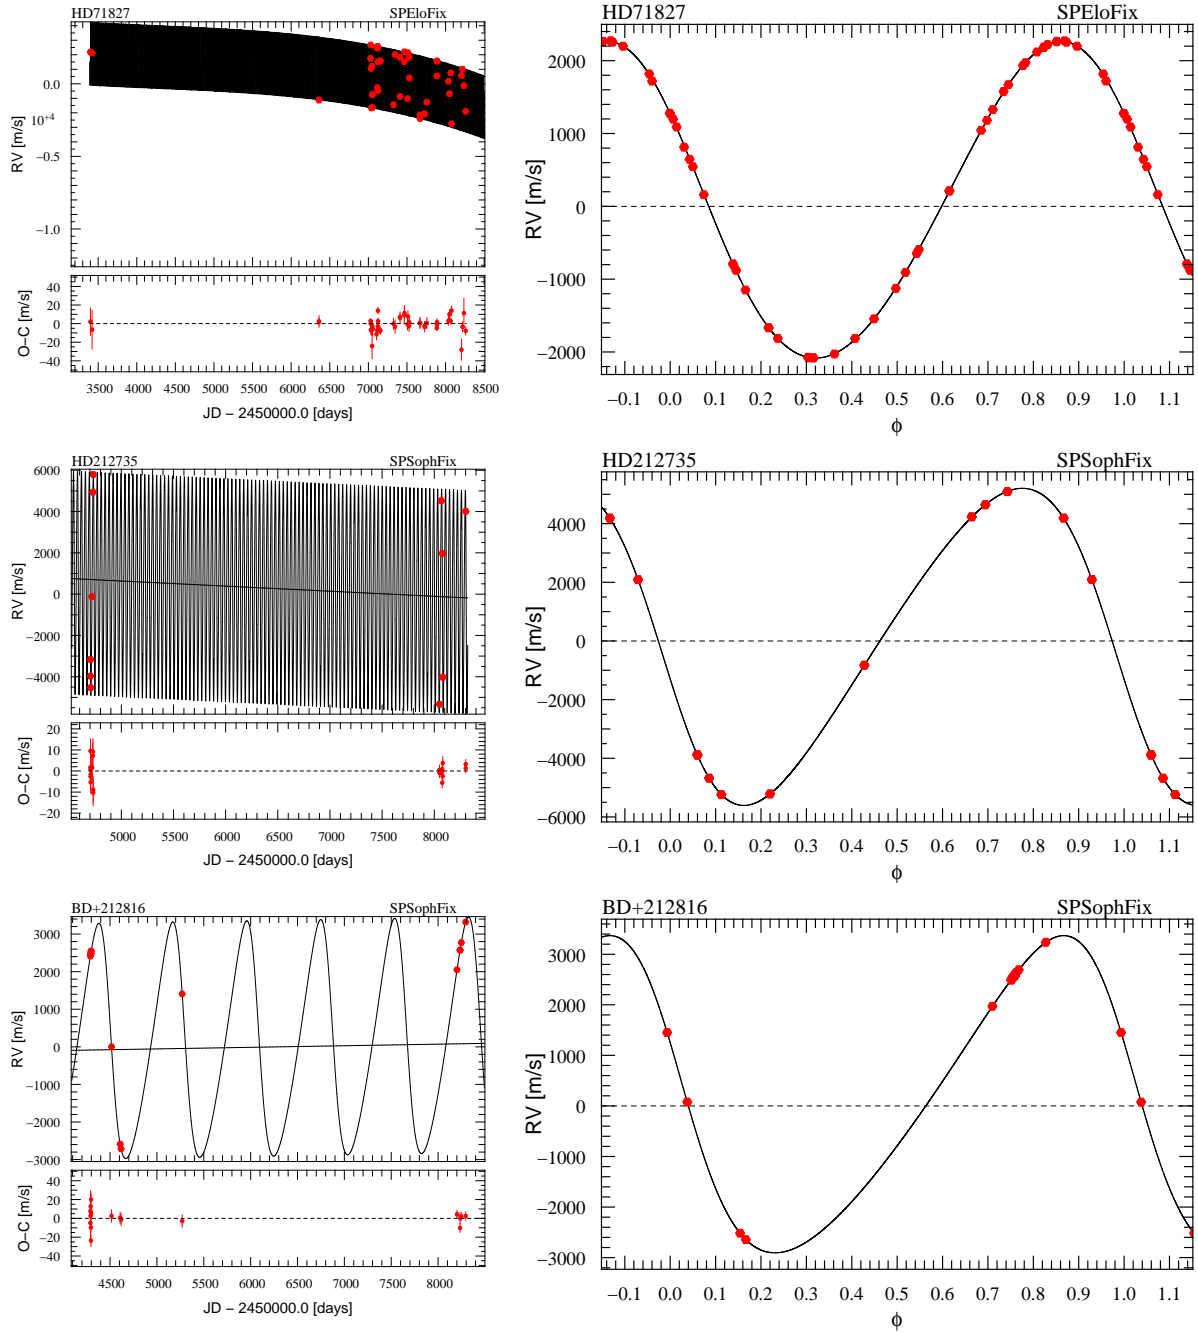 HD71827 SPEloFix
0.0
10+4
−0.5
−1.0
RV [m/s]
40
20
0
−20
−40
O−C [m/s]
3500 4000 4500 5000 5500 6000 6500 7000 7500 8000 8500
JD − 2450000.0 [days]
HD71827 SPEloFix
2000
1000
0
−1000
−2000
RV [m/s]
−0.1 0.0 0.1 0.2 0.3 0.4 0.5 0.6 0.7 0.8 0.9 1.0 1.1
ϕ
HD212735 SPSophFix
6000
4000
2000
0
−2000
−4000
RV [m/s]
20
10
0
−10
−20
O−C [m/s]
5000 5500 6000 6500 7000 7500 8000
JD − 2450000.0 [days]
HD212735 SPSophFix
4000
2000
0
−2000
−4000
−6000
RV [m/s]
−0.1 0.0 0.1 0.2 0.3 0.4 0.5 0.6 0.7 0.8 0.9 1.0 1.1
ϕ
BD+212816 SPSophFix
3000
2000
1000
0
−1000
−2000
−3000
RV [m/s]
40
20
0
−20
−40
O−C [m/s]
4500 5000 5500 6000 6500 7000 7500 8000
JD − 2450000.0 [days]
BD+212816 SPSophFix
3000
2000
1000
0
−1000
−2000
−3000
RV [m/s]
−0.1 0.0 0.1 0.2 0.3 0.4 0.5 0.6 0.7 0.8 0.9 1.0 1.1
ϕ